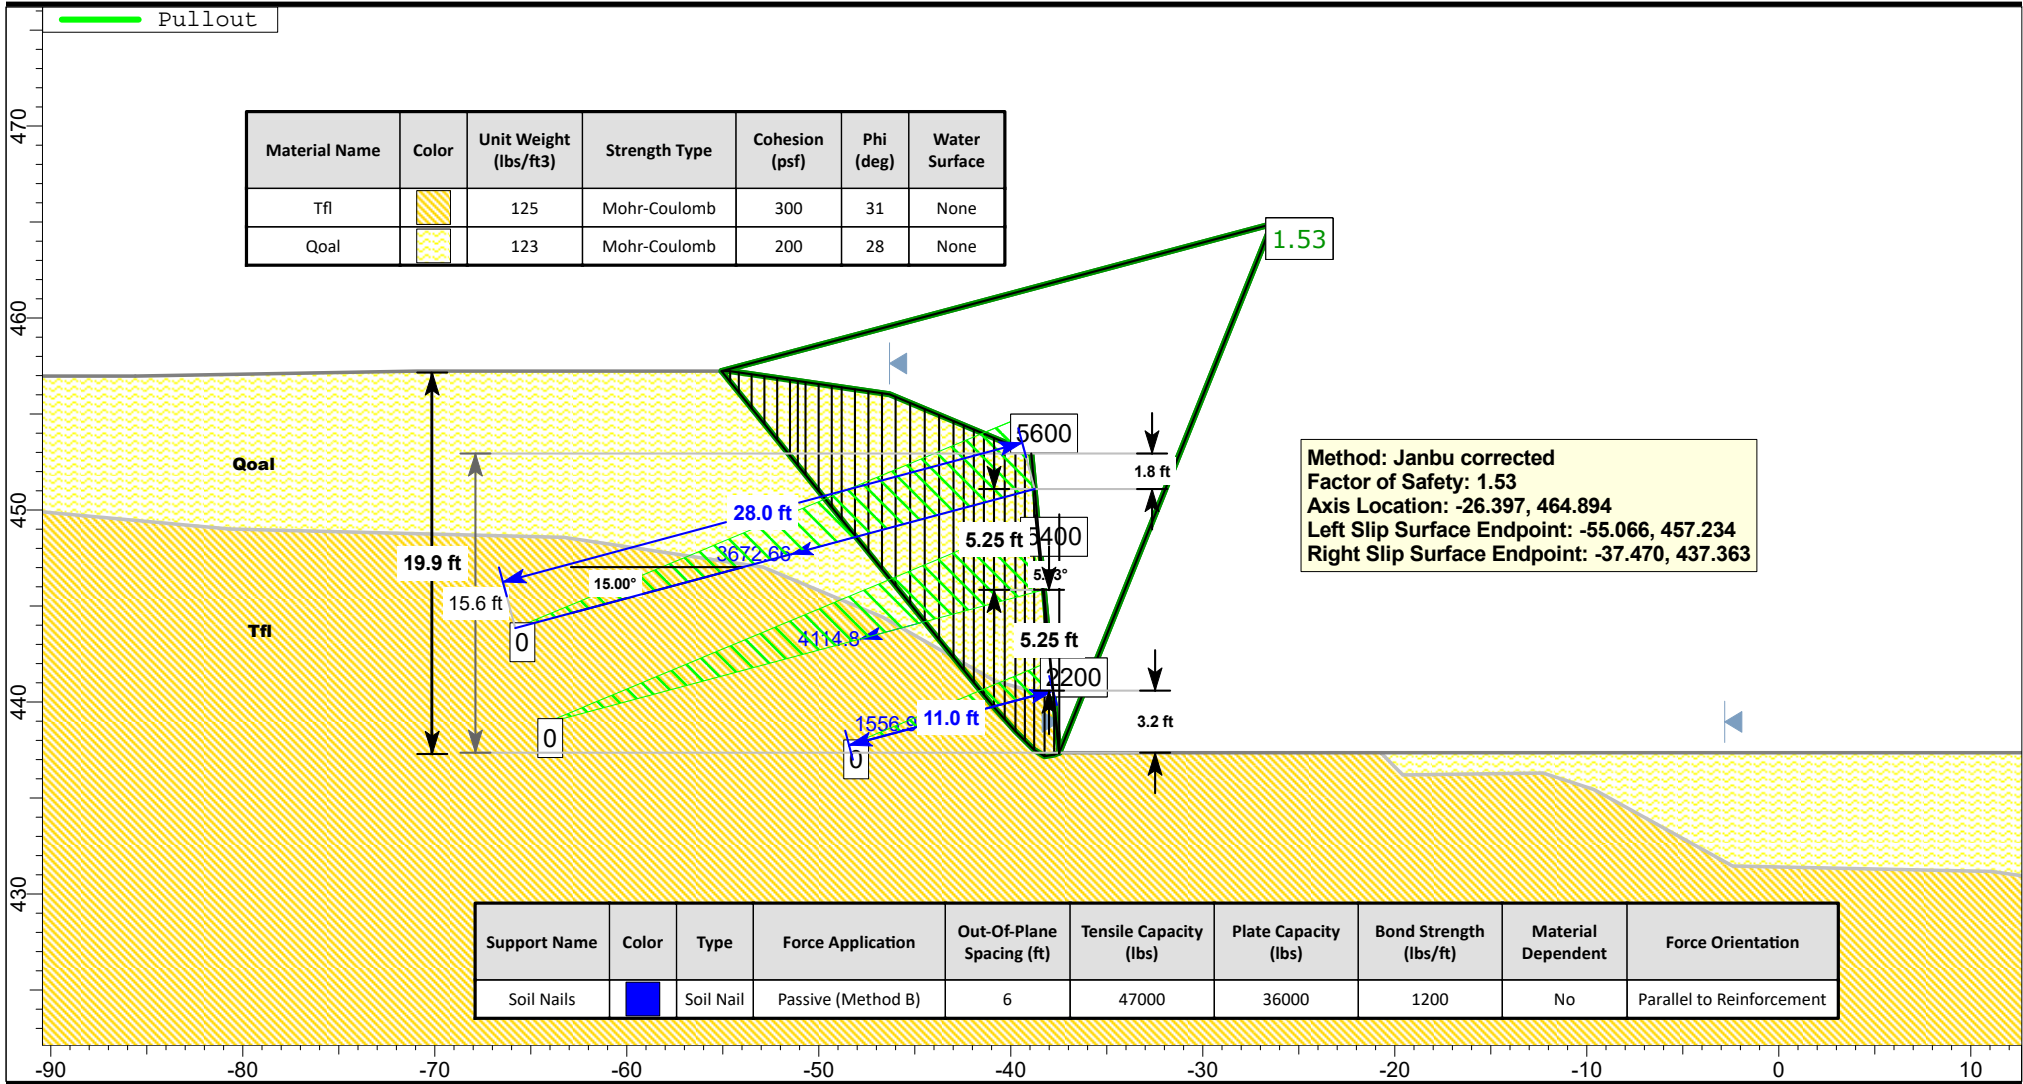 Pullout
Material Name Color Unit Weight (lbs/ft3) Strength Type Cohesion (psf) Phi (deg) Water Surface
Tfl 125 Mohr-Coulomb 300 31 None
Qoal 123 Mohr-Coulomb 200 28 None
1.53
Method: Janbu corrected
Factor of Safety: 1.53
Axis Location: -26.397, 464.894
Left Slip Surface Endpoint: -55.066, 457.234
Right Slip Surface Endpoint: -37.470, 437.363
5600
Qoal
1.8 ft
28.0 ft
5.25 ft
3672.66
19.9 ft
15.00°
15.6 ft
Tfl
0
4114.8
5.25 ft
2200
1556.9
11.0 ft
3.2 ft
0
0
Support Name Color Type Force Application Out-Of-Plane Spacing (ft) Tensile Capacity (lbs) Plate Capacity (lbs) Bond Strength (lbs/ft) Material Dependent Force Orientation
Soil Nails Soil Nail Passive (Method B) 6 47000 36000 1200 No Parallel to Reinforcement
470
460
450
440
430
-90 -80 -70 -60 -50 -40 -30 -20 -10 0 10